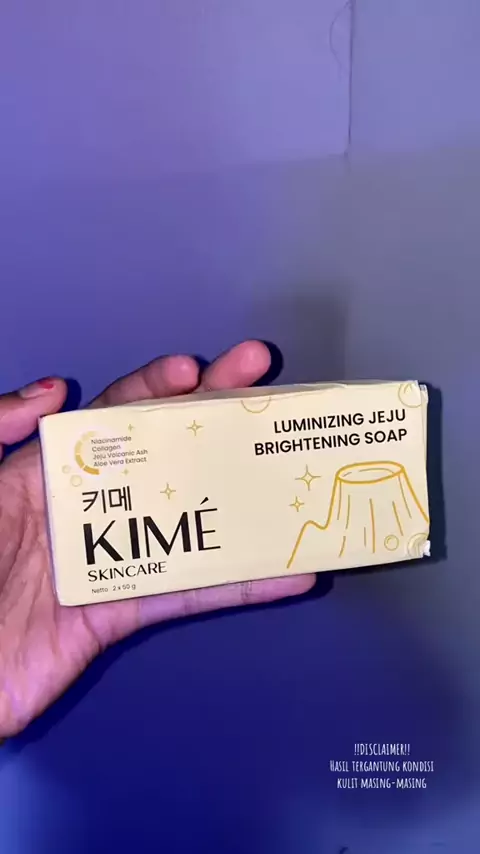 Niacinamide
Collagen
Jeju Volcanic Ash
Aloe Vera Extract
LUMINIZING JEJU
BRIGHTENING SOAP
키메
KIMÉ
SKINCARE
Netto : 2 x 50 g
!!DISCLAIMER!!
HASIL TERGANTUNG KONDISI
KULIT MASING-MASING